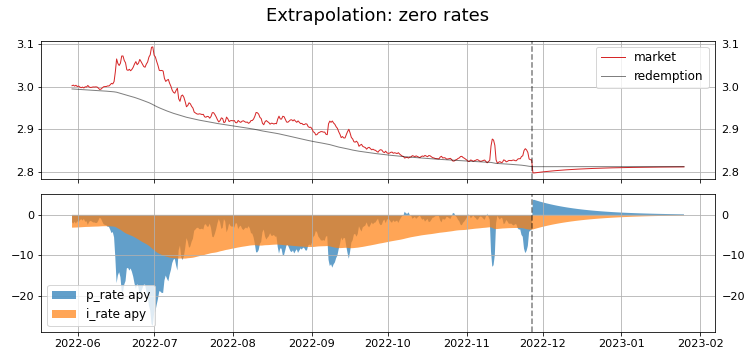 Extrapolation: zero rates
3.1 3.1
market
redemption
3.0 3.0
2.9 2.9
2.8 2.8
0 0
−10 −10
−20 −20
p_rate apy
i_rate apy
2022-06 2022-07 2022-08 2022-09 2022-10 2022-11 2022-12 2023-01 2023-02